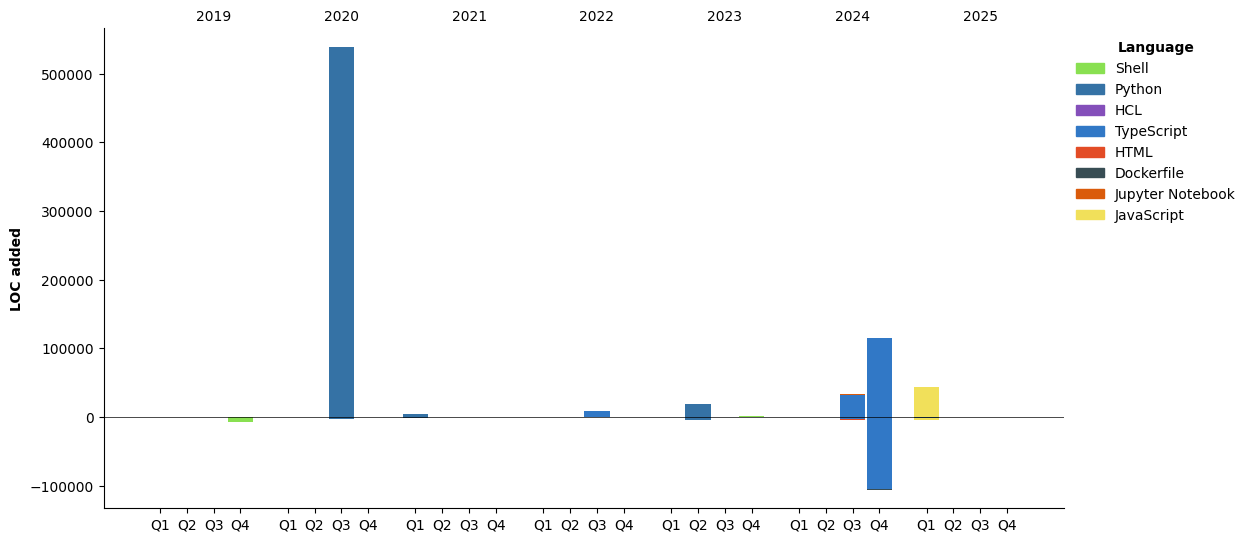 2019 2020 2021 2022 2023 2024 2025
LOC added
500000
400000
300000
200000
100000
0
−100000
Q1 Q2 Q3 Q4 Q1 Q2 Q3 Q4 Q1 Q2 Q3 Q4 Q1 Q2 Q3 Q4 Q1 Q2 Q3 Q4 Q1 Q2 Q3 Q4 Q1 Q2 Q3 Q4
Language
Shell
Python
HCL
TypeScript
HTML
Dockerfile
Jupyter Notebook
JavaScript